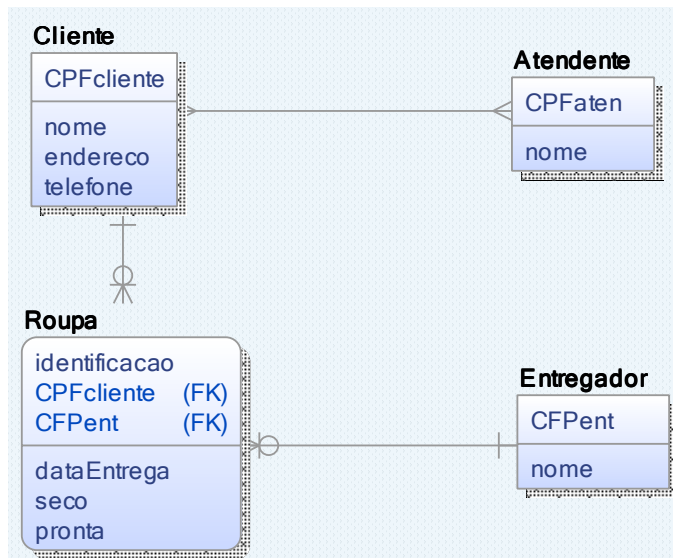 Cliente
CPFcliente
nome
endereco
telefone
Atendente
CPFaten
nome
Roupa
identificacao
CPFcliente (FK)
CFPent (FK)
dataEntrega
seco
pronta
Entregador
CFPent
nome